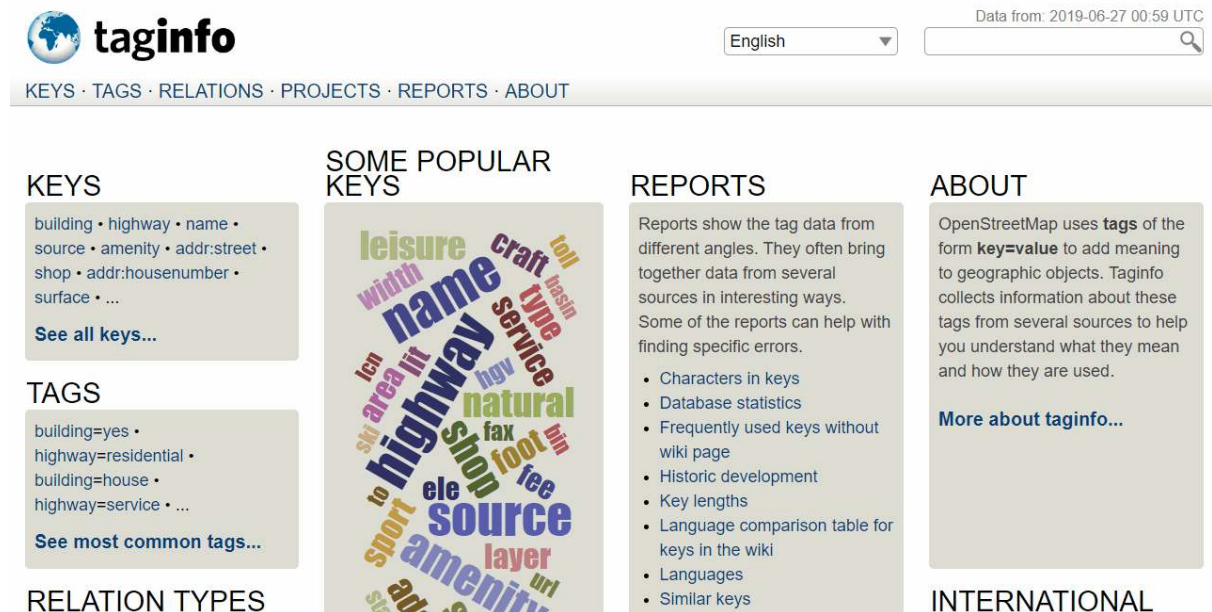 Data from: 2019-06-27 00:59 UTC
taginfo
English
KEYS · TAGS · RELATIONS · PROJECTS · REPORTS · ABOUT
KEYS
building • highway • name •
source • amenity • addr:street •
shop • addr:housenumber •
surface • ...
See all keys...
TAGS
building=yes •
highway=residential •
building=house •
highway=service • ...
See most common tags...
RELATION TYPES
SOME POPULAR
KEYS
leisure
craft
toll
width
name
basin
type
service
highway
lcn
area
lit
hgv
natural
ski
shop
fax
foot
bin
fee
to
ele
sport
source
layer
amenity
url
REPORTS
Reports show the tag data from
different angles. They often bring
together data from several
sources in interesting ways.
Some of the reports can help with
finding specific errors.
• Characters in keys
• Database statistics
• Frequently used keys without
wiki page
• Historic development
• Key lengths
• Language comparison table for
keys in the wiki
• Languages
• Similar keys
ABOUT
OpenStreetMap uses tags of the
form key=value to add meaning
to geographic objects. Taginfo
collects information about these
tags from several sources to help
you understand what they mean
and how they are used.
More about taginfo...
INTERNATIONAL